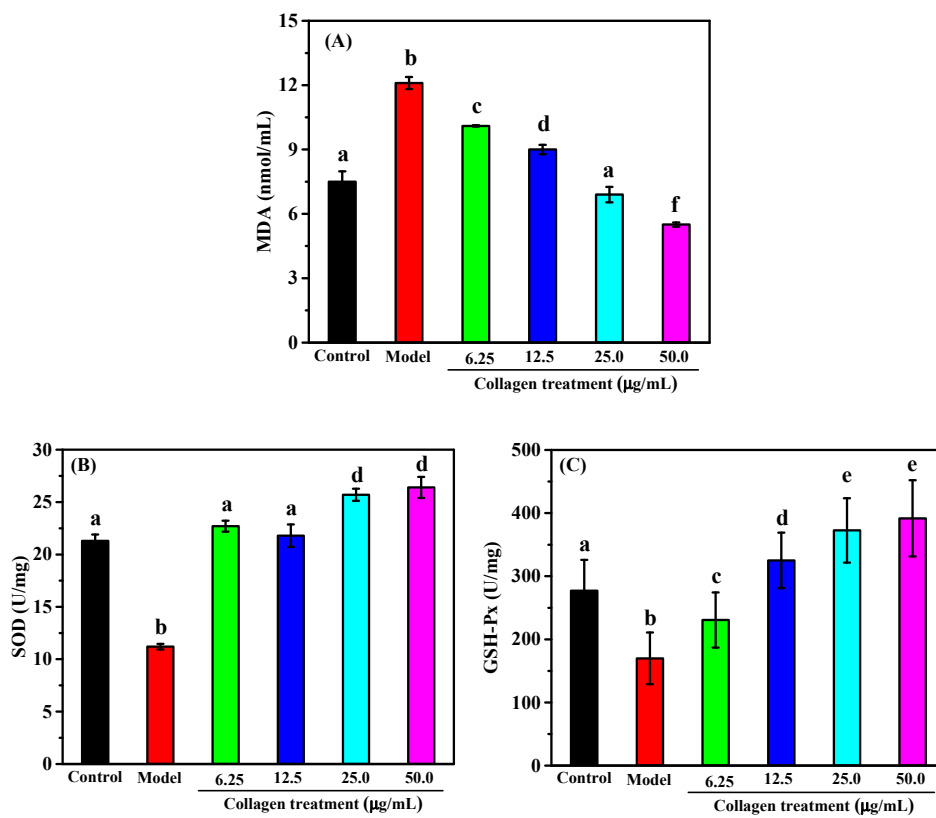 (A)
15
12
9
6
3
0
MDA (nmol/mL)
a
b
c
d
a
f
Control Model 6.25 12.5 25.0 50.0
Collagen treatment (μg/mL)
(B)
30
25
20
15
10
5
0
SOD (U/mg)
a
b
a
a
d
d
Control Model 6.25 12.5 25.0 50.0
Collagen treatment (μg/mL)
(C)
500
400
300
200
100
0
GSH-Px (U/mg)
a
b
c
d
e
e
Control Model 6.25 12.5 25.0 50.0
Collagen treatment (μg/mL)